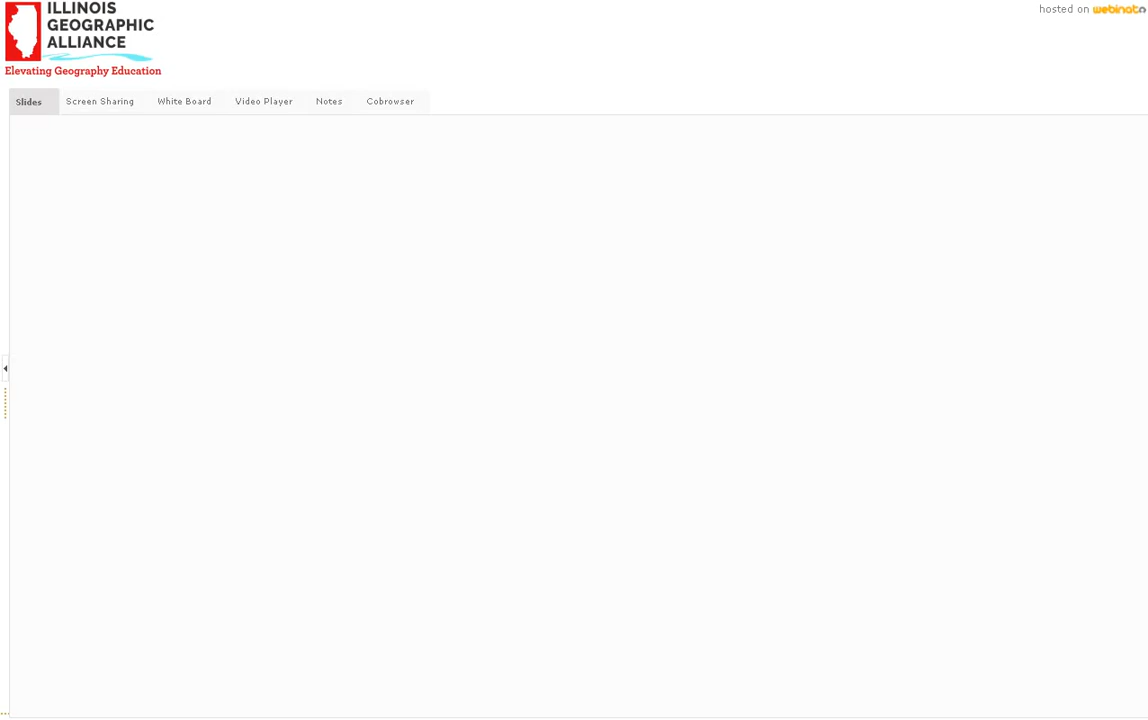 ILLINOIS
GEOGRAPHIC
ALLIANCE
Elevating Geography Education
hosted on webinato
Slides
Screen Sharing
White Board
Video Player
Notes
Cobrowser